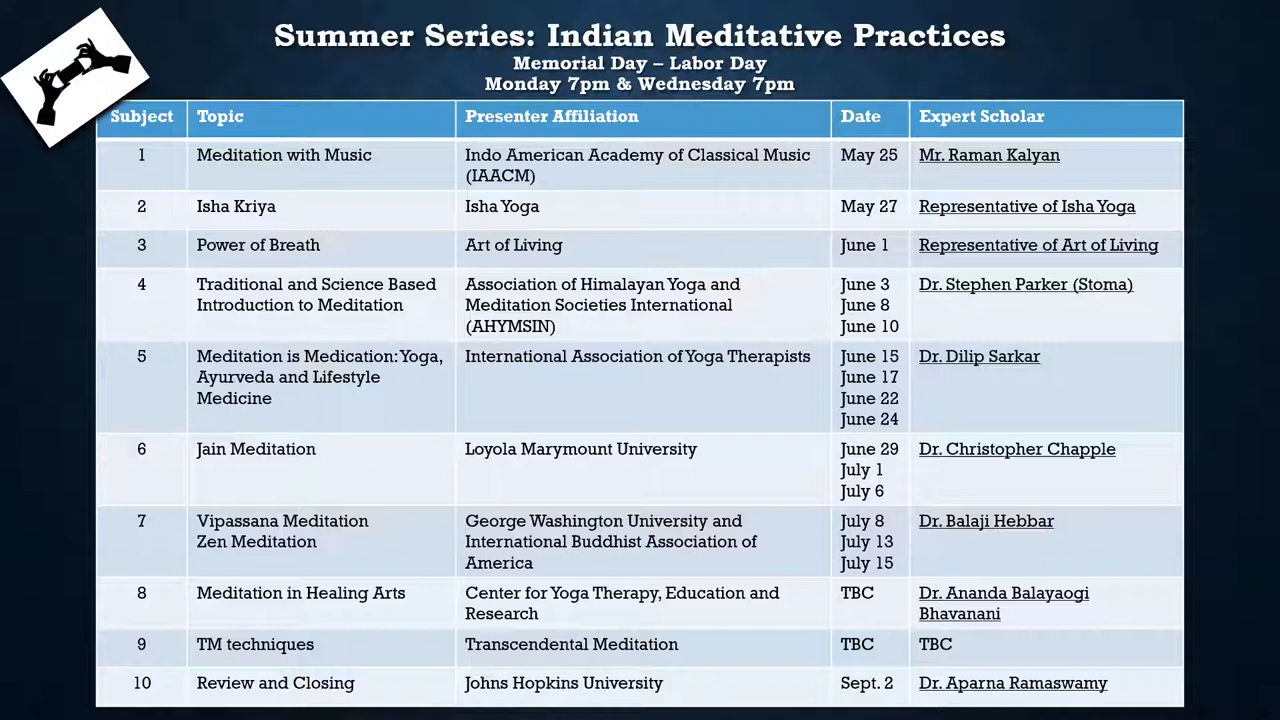 Summer Series: Indian Meditative Practices
Memorial Day – Labor Day
Monday 7pm & Wednesday 7pm
Subject Topic Presenter Affiliation Date Expert Scholar
1 Meditation with Music Indo American Academy of Classical Music May 25 Mr. Raman Kalyan
(IAACM)
2 Isha Kriya Isha Yoga May 27 Representative of Isha Yoga
3 Power of Breath Art of Living June 1 Representative of Art of Living
4 Traditional and Science Based Association of Himalayan Yoga and June 3 Dr. Stephen Parker (Stoma)
Introduction to Meditation Meditation Societies International June 8
(AHYMSIN) June 10
5 Meditation is Medication: Yoga, International Association of Yoga Therapists June 15 Dr. Dilip Sarkar
Ayurveda and Lifestyle June 17
Medicine June 22
June 24
6 Jain Meditation Loyola Marymount University June 29 Dr. Christopher Chapple
July 1
July 6
7 Vipassana Meditation George Washington University and July 8 Dr. Balaji Hebbar
Zen Meditation International Buddhist Association of July 13
America July 15
8 Meditation in Healing Arts Center for Yoga Therapy, Education and TBC Dr. Ananda Balayaogi
Research Bhavanani
9 TM techniques Transcendental Meditation TBC TBC
10 Review and Closing Johns Hopkins University Sept. 2 Dr. Aparna Ramaswamy